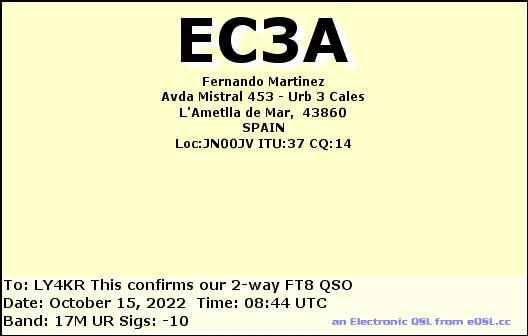 EC3A
Fernando Martinez
Avda Mistral 453 - Urb 3 Cales
L'Ametlla de Mar,  43860
SPAIN
Loc:JN00JV ITU:37 CQ:14
To: LY4KR This confirms our 2-way FT8 QSO
Date: October 15, 2022  Time: 08:44 UTC
Band: 17M UR Sigs: -10
an Electronic QSL from eQSL.cc